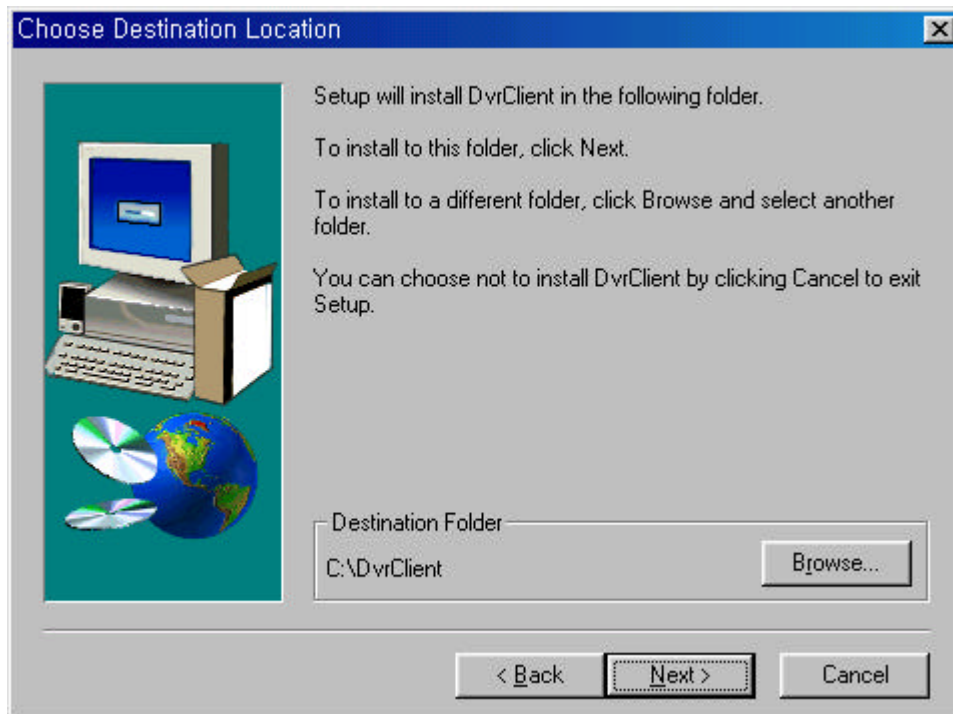 Choose Destination Location
Setup will install DvrClient in the following folder.
To install to this folder, click Next.
To install to a different folder, click Browse and select another
folder.
You can choose not to install DvrClient by clicking Cancel to exit
Setup.
Destination Folder
C:\DvrClient
Browse...
< Back
Next >
Cancel